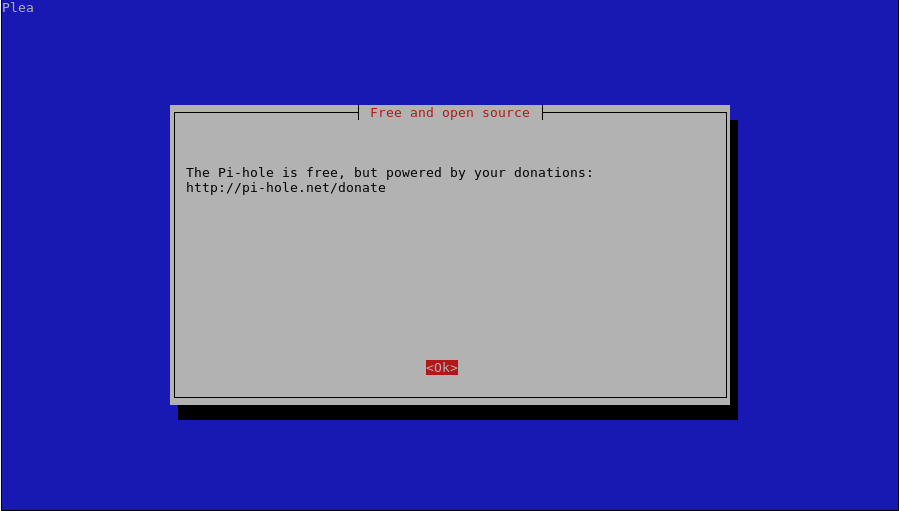 Plea
Free and open source
The Pi-hole is free, but powered by your donations:
http://pi-hole.net/donate
<Ok>